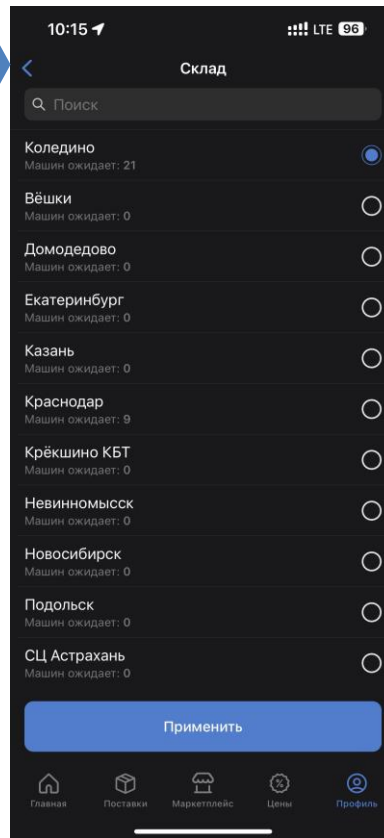 10:15 LTE 96
Склад
Поиск
Коледино
Машин ожидает: 21
Вёшки
Машин ожидает: 0
Домодедово
Машин ожидает: 0
Екатеринбург
Машин ожидает: 0
Казань
Машин ожидает: 0
Краснодар
Машин ожидает: 9
Крёкшино КБТ
Машин ожидает: 0
Невинномысск
Машин ожидает: 0
Новосибирск
Машин ожидает: 0
Подольск
Машин ожидает: 0
СЦ Астрахань
Машин ожидает: 0
Применить
Главная Поставки Маркетплейс Цены Профиль